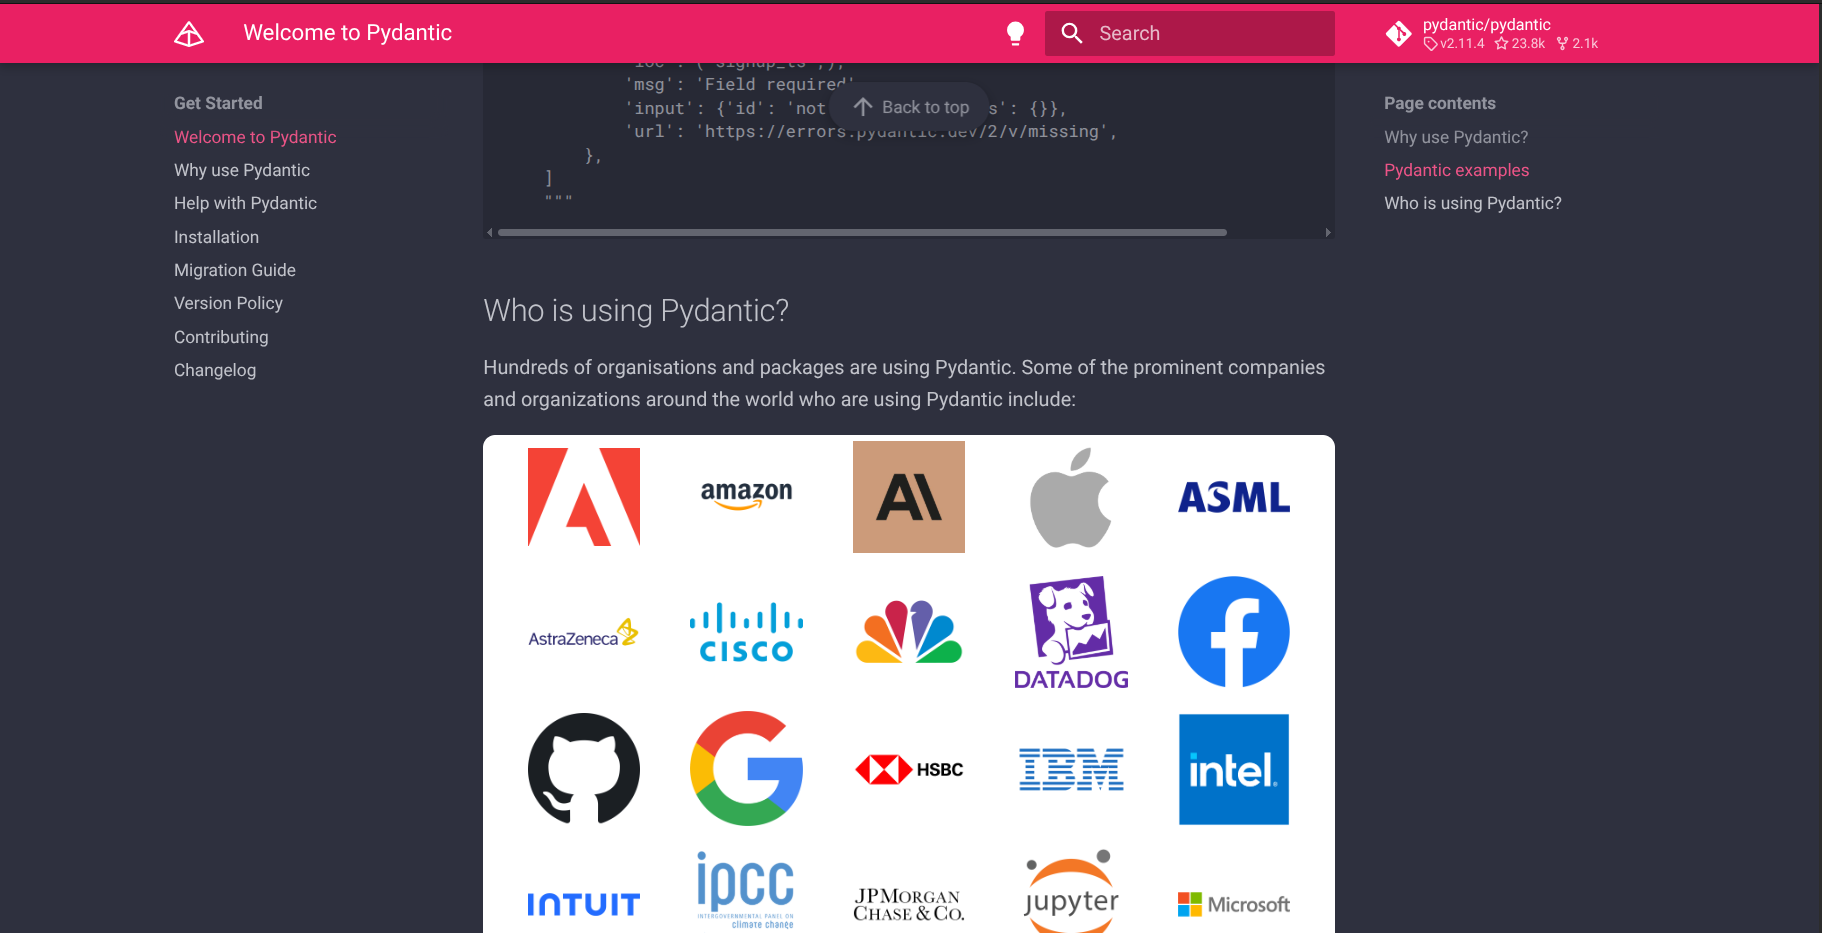 Welcome to Pydantic
Search
pydantic/pydantic
v2.11.4 23.8k 2.1k
Get Started
Welcome to Pydantic
Why use Pydantic
Help with Pydantic
Installation
Migration Guide
Version Policy
Contributing
Changelog
'loc': ('signup_ts',),
'msg': 'Field required',
'input': {'id': 'not s': {}},
'url': 'https://errors.pydantic.dev/2/v/missing',
},
]
"""
Back to top
Who is using Pydantic?
Hundreds of organisations and packages are using Pydantic. Some of the prominent companies
and organizations around the world who are using Pydantic include:
amazon
A\
ASML
AstraZeneca
CISCO
DATADOG
HSBC
IBM
intel.
INTUIT
ipcc
INTERGOVERNMENTAL PANEL ON
climate change
JPMORGAN
CHASE & CO.
jupyter
Microsoft
Page contents
Why use Pydantic?
Pydantic examples
Who is using Pydantic?